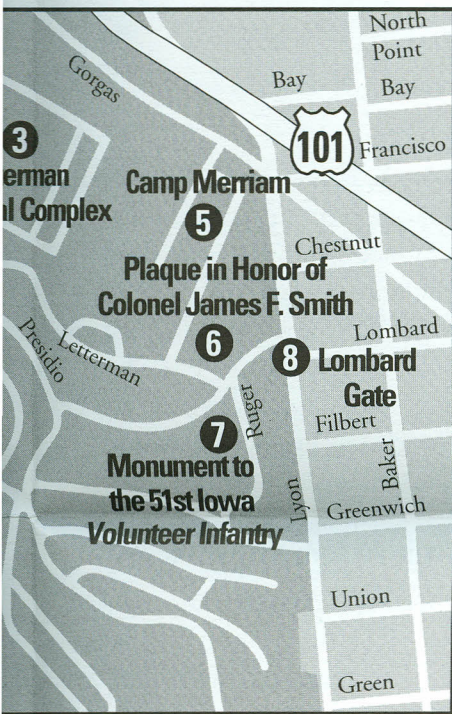 North
Point
Gorgas
Bay
Bay
101
Francisco
3
erman
al Complex
Camp Merriam
5
Chestnut
Plaque in Honor of
Colonel James F. Smith
6
Presidio
Letterman
Lombard
8 Lombard
Gate
Ruger
Filbert
7
Monument to
the 51st Iowa
Volunteer Infantry
Lyon
Baker
Greenwich
Union
Green